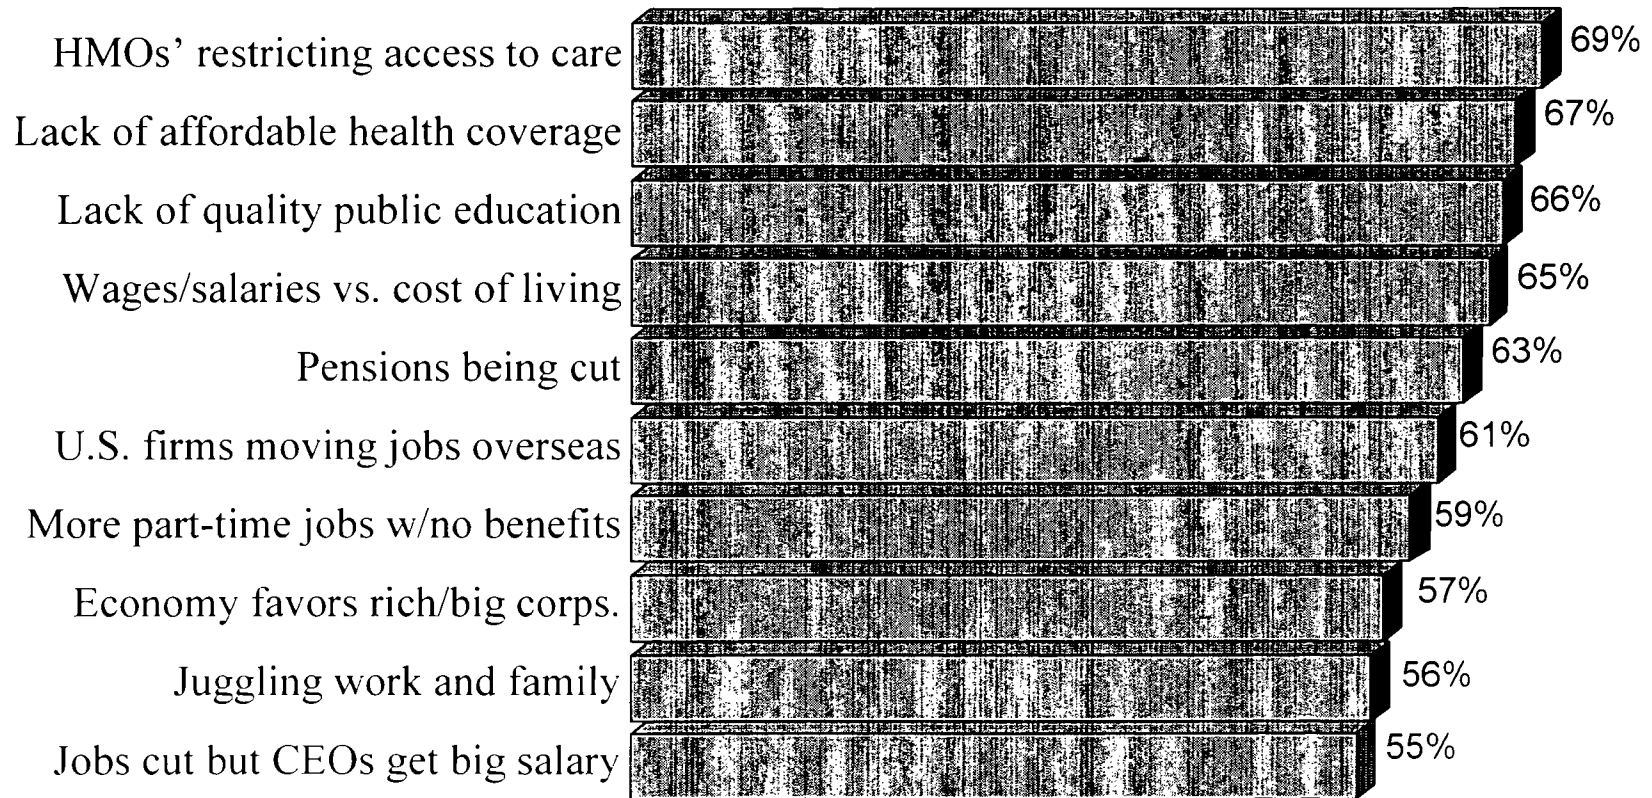 HMOs’ restricting access to care 69%
Lack of affordable health coverage 67%
Lack of quality public education 66%
Wages/salaries vs. cost of living 65%
Pensions being cut 63%
U.S. firms moving jobs overseas 61%
More part-time jobs w/no benefits 59%
Economy favors rich/big corps. 57%
Juggling work and family 56%
Jobs cut but CEOs get big salary 55%